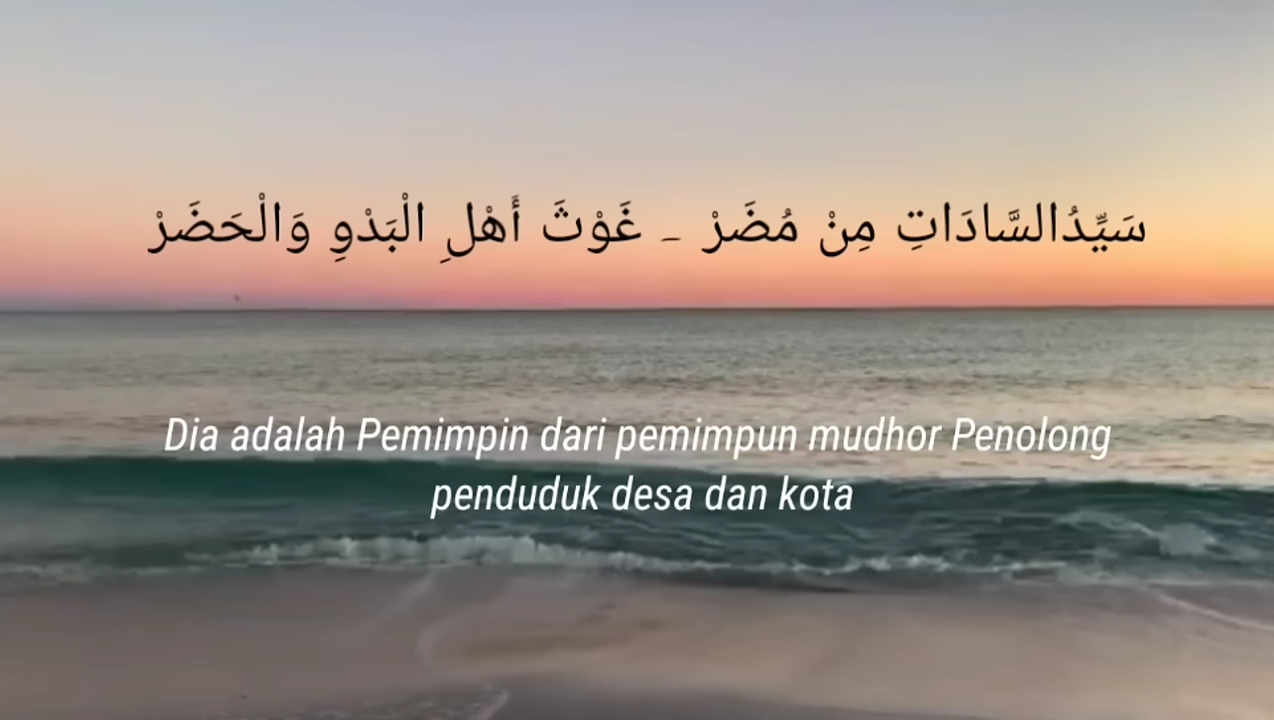 سَيِّدُالسَّادَاتِ مِنْ مُضَرْ - غَوْثَ أَهْلِ الْبَدْوِ وَالْحَضَرْ
Dia adalah Pemimpin dari pemimpun mudhor Penolong
penduduk desa dan kota